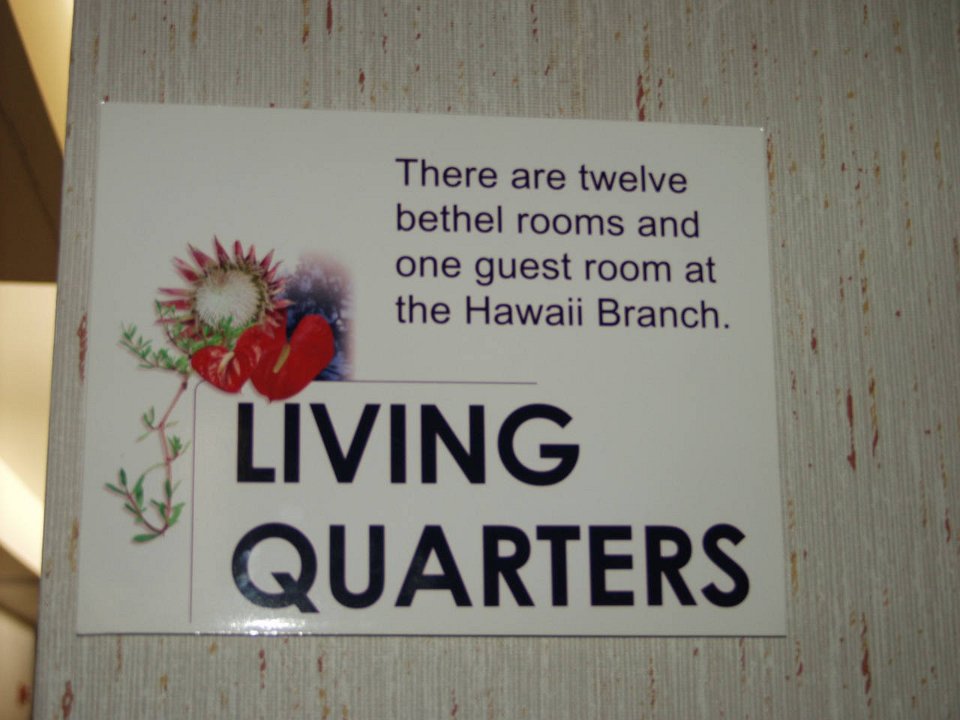 There are twelve
bethel rooms and
one guest room at
the Hawaii Branch.
LIVING
QUARTERS